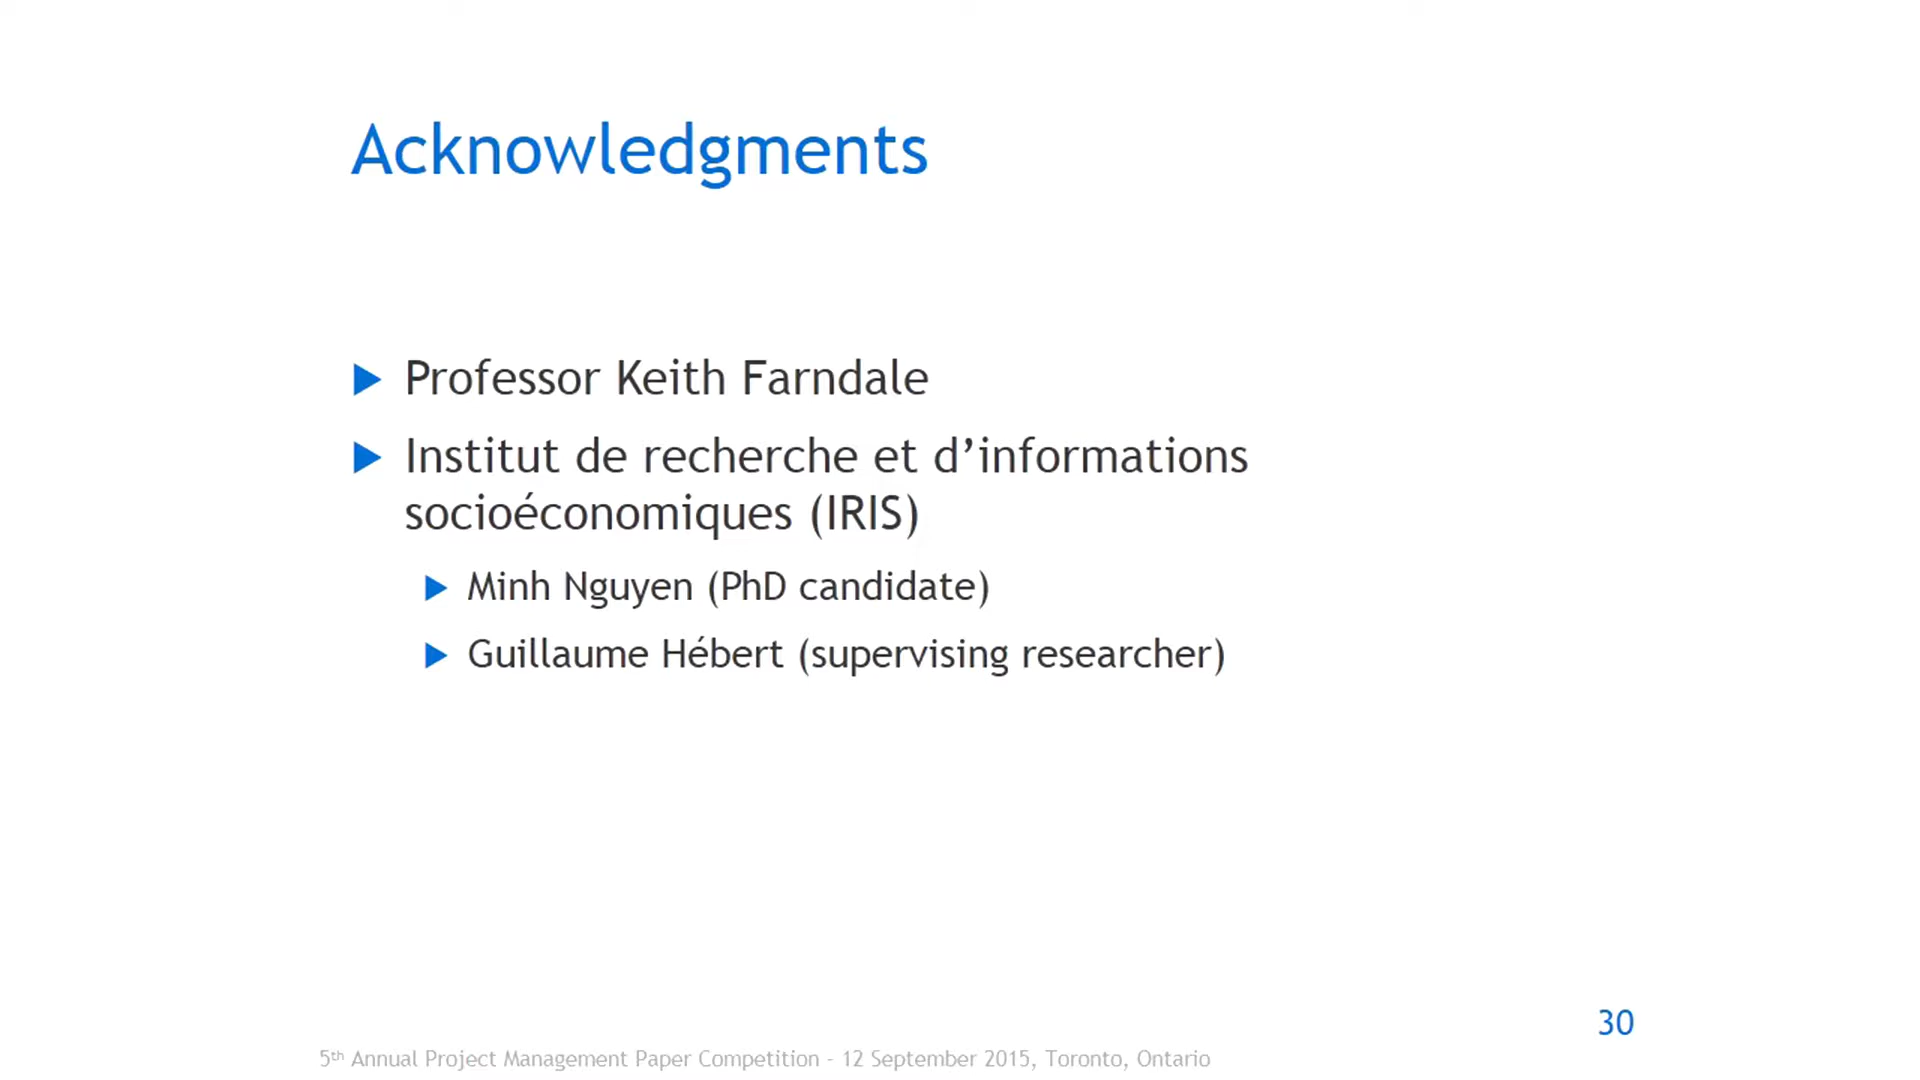 Acknowledgments
Professor Keith Farndale
Institut de recherche et d’informations
socioéconomiques (IRIS)
Minh Nguyen (PhD candidate)
Guillaume Hébert (supervising researcher)
30
5th Annual Project Management Paper Competition - 12 September 2015, Toronto, Ontario